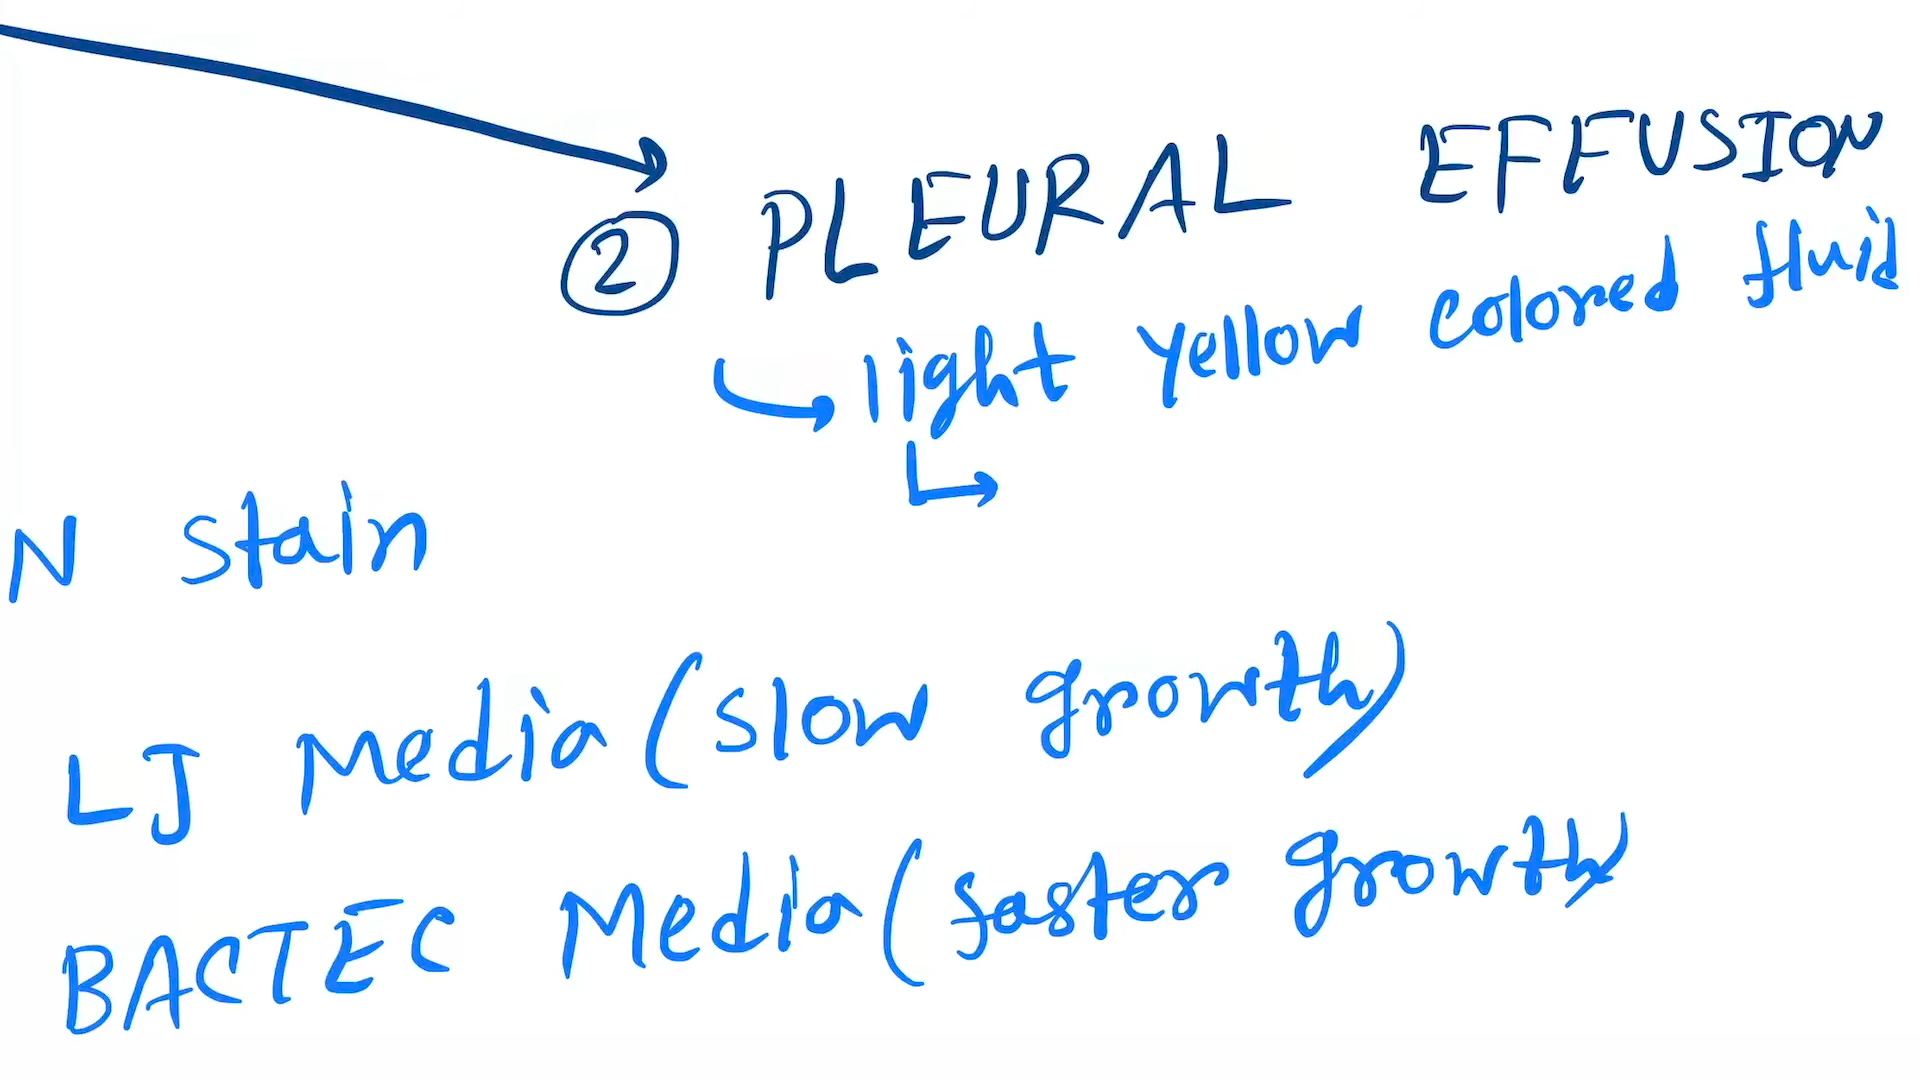 ② PLEURAL EFFUSION
light yellow colored fluid
N stain
LJ Media (slow growth)
BACTEC Media (faster growth